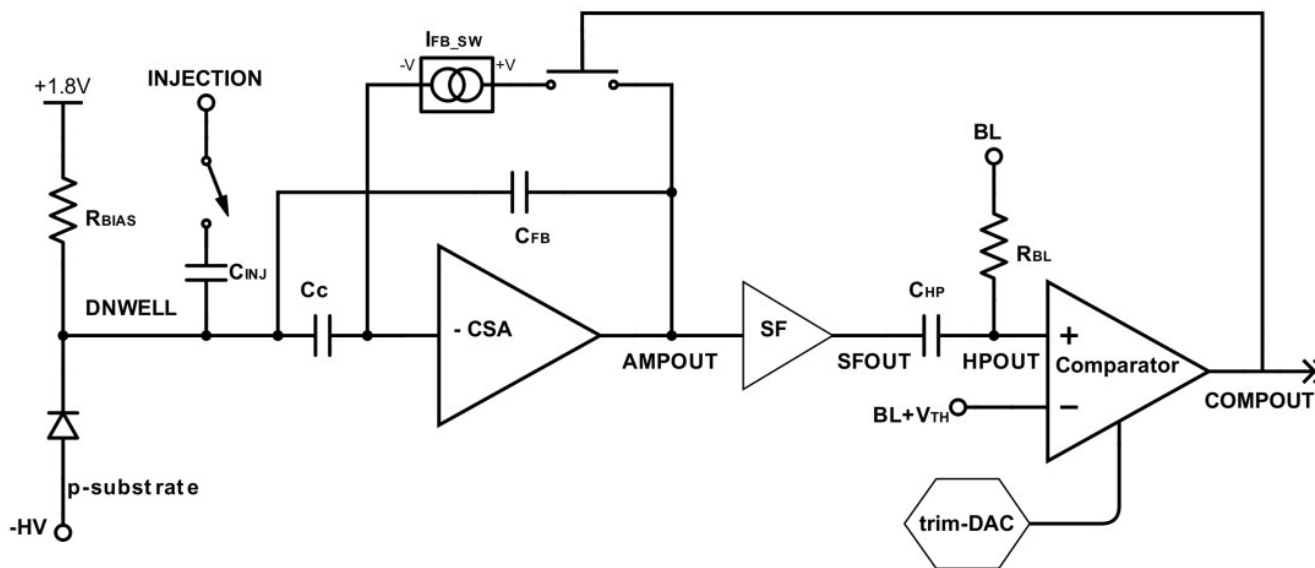 IFB_SW
-V +V
+1.8V
INJECTION
BL
RBIAS
CFB
RBL
CINJ
CC
CHP
DNWELL
- CSA
SF
+
Comparator
AMPOUT
SFOUT
HPOUT
COMPOUT
BL+VTH
−
p-substrate
-HV
trim-DAC